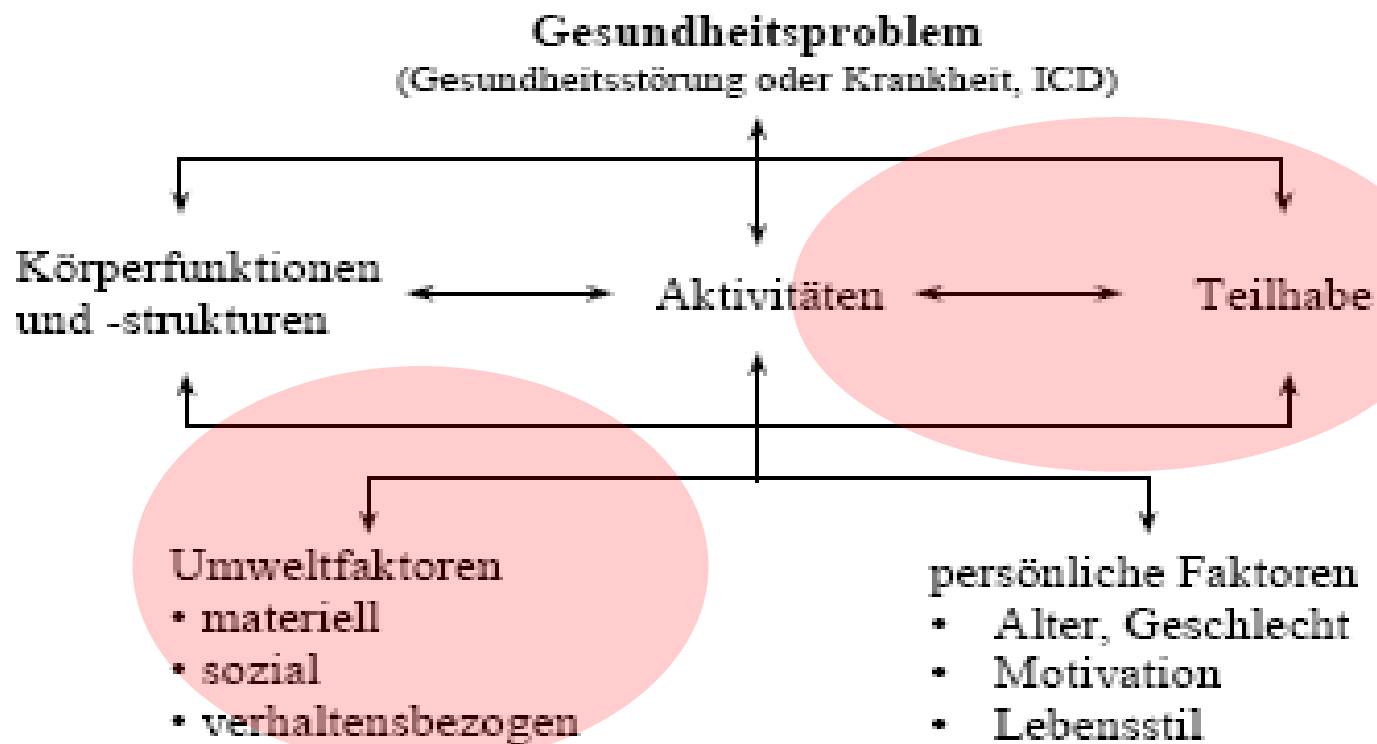 Gesundheitsproblem
(Gesundheitsstörung oder Krankheit, ICD)
Körperfunktionen
und -strukturen
Aktivitäten
Teilhabe
Umweltfaktoren
• materiell
• sozial
• verhaltensbezogen
persönliche Faktoren
• Alter, Geschlecht
• Motivation
• Lebensstil